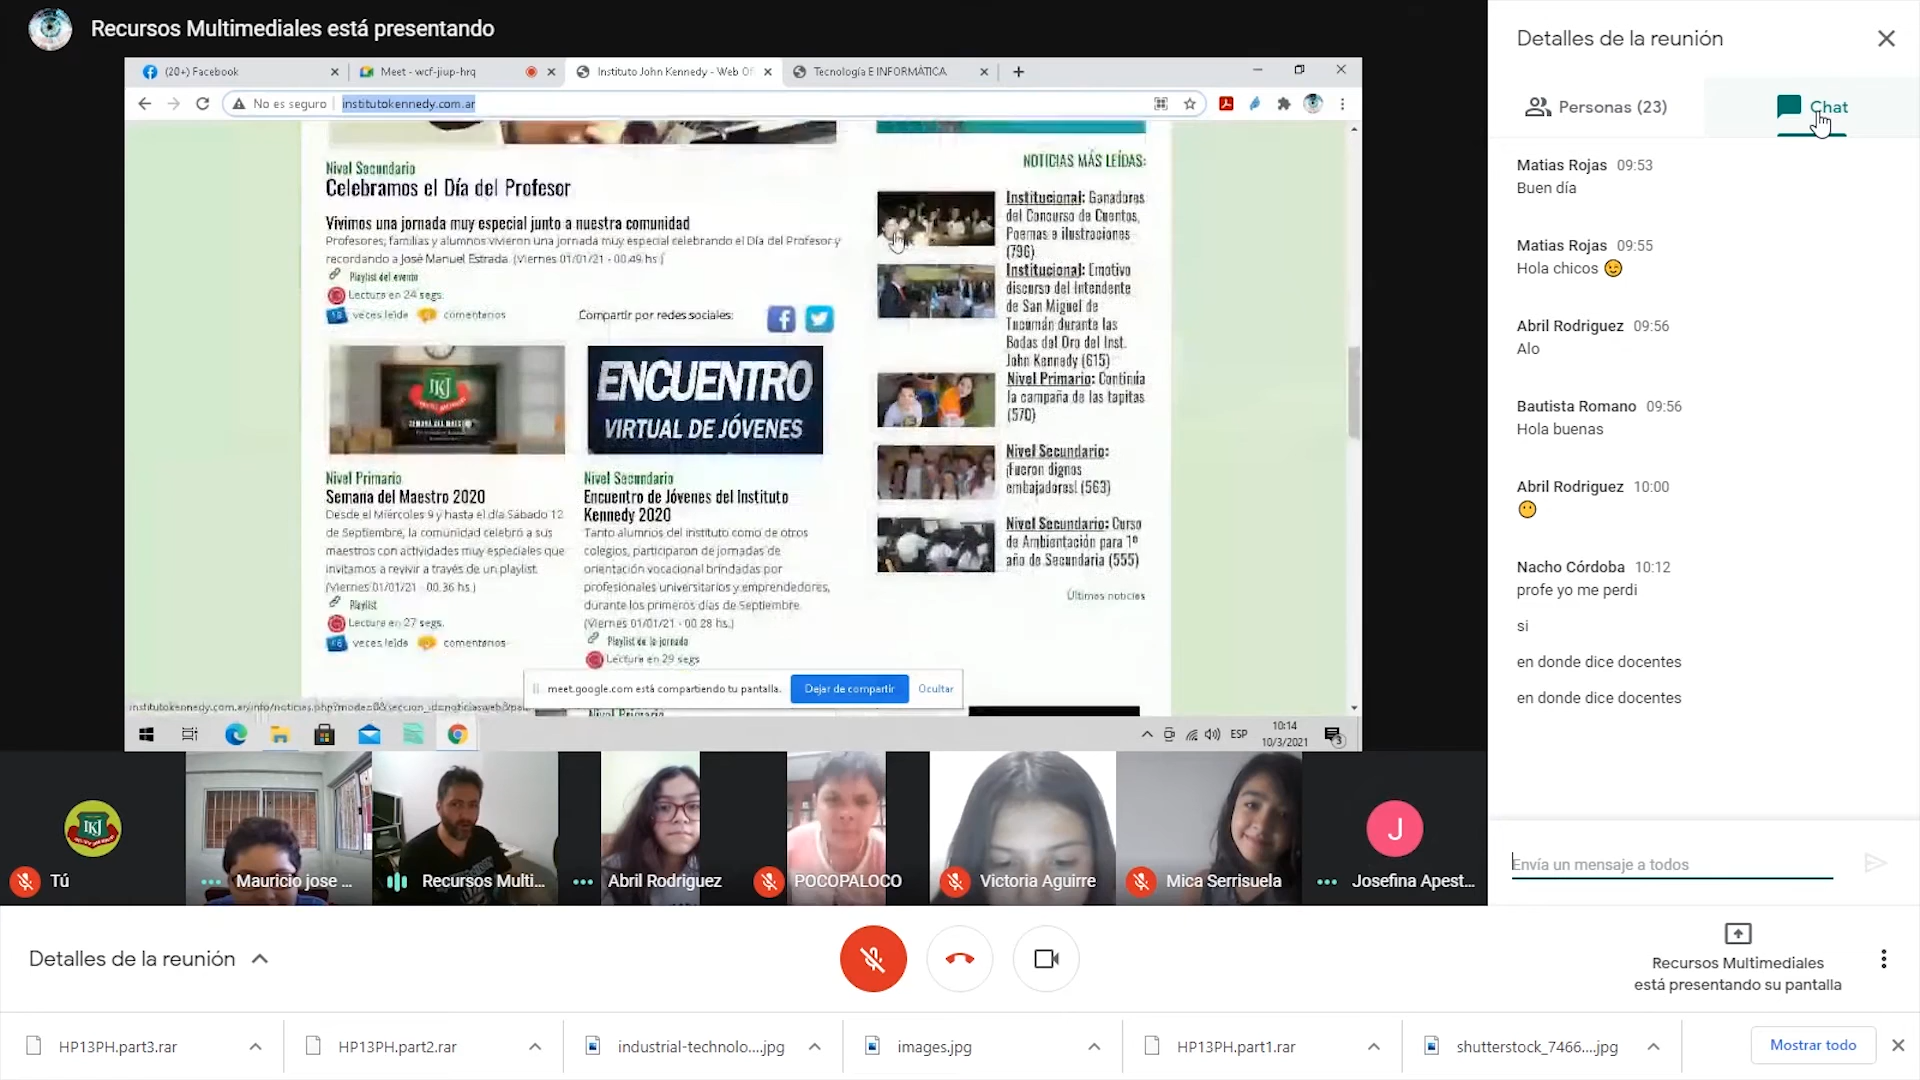 Recursos Multimediales está presentando
(20+) Facebook
Meet - wcf-jiup-hrq
Instituto John Kennedy - Web Of
Tecnología E INFORMÁTICA
No es seguro
institutokennedy.com.ar
Nivel Secundario
Celebramos el Día del Profesor
Vivimos una jornada muy especial junto a nuestra comunidad
Profesores, familias y alumnos vivieron una jornada muy especial celebrando el Día del Profesor y
recordando a José Manuel Estrada. (Viernes 01/01/21 - 00.49 hs.)
Playlist del evento
Lectura en 24 segs.
veces leída
comentarios
Compartir por redes sociales:
IKJ
SEMANA DEL MAESTRO
ENCUENTRO
VIRTUAL DE JÓVENES
Nivel Primario
Semana del Maestro 2020
Desde el Miércoles 9 y hasta el día Sábado 12
de Septiembre, la comunidad celebró a sus
maestros con actividades muy especiales que
invitamos a revivir a través de un playlist.
(Viernes 01/01/21 - 00.36 hs.)
Playlist
Lectura en 27 segs.
veces leída
comentarios
Nivel Secundario
Encuentro de Jóvenes del Instituto
Kennedy 2020
Tanto alumnos del instituto como de otros
colegios, participaron de jornadas de
orientación vocacional brindadas por
profesionales universitarios y emprendedores,
durante los primeros días de Septiembre.
(Viernes 01/01/21 - 00.28 hs.)
Playlist de la jornada
Lectura en 29 segs
NOTICIAS MÁS LEÍDAS:
Institucional: Ganadores
del Concurso de Cuentos,
Poemas e ilustraciones
(796)
Institucional: Emotivo
discurso del Intendente
de San Miguel de
Tucumán durante las
Bodas del Oro del Inst.
John Kennedy (615)
Nivel Primario: Continúa
la campaña de las tapitas
(570)
Nivel Secundario:
¡Fueron dignos
embajadores! (563)
Nivel Secundario: Curso
de Ambientación para 1º
año de Secundaria (555)
Últimas noticias
meet.google.com está compartiendo tu pantalla.
Dejar de compartir
Ocultar
Nivel Primario
ESP
10:14
10/3/2021
3
IKJ
Tú
Mauricio jose ...
Recursos Multi...
Abril Rodriguez
POCOPALOCO
Victoria Aguirre
Mica Serrisuela
J
Josefina Apest...
Detalles de la reunión
Personas (23)
Chat
Matias Rojas 09:53
Buen día
Matias Rojas 09:55
Hola chicos 😉
Abril Rodriguez 09:56
Alo
Bautista Romano 09:56
Hola buenas
Abril Rodriguez 10:00
😶
Nacho Córdoba 10:12
profe yo me perdi
si
en donde dice docentes
en donde dice docentes
Envía un mensaje a todos
Detalles de la reunión
Recursos Multimediales
está presentando su pantalla
HP13PH.part3.rar
HP13PH.part2.rar
industrial-technolo....jpg
images.jpg
HP13PH.part1.rar
shutterstock_7466....jpg
Mostrar todo